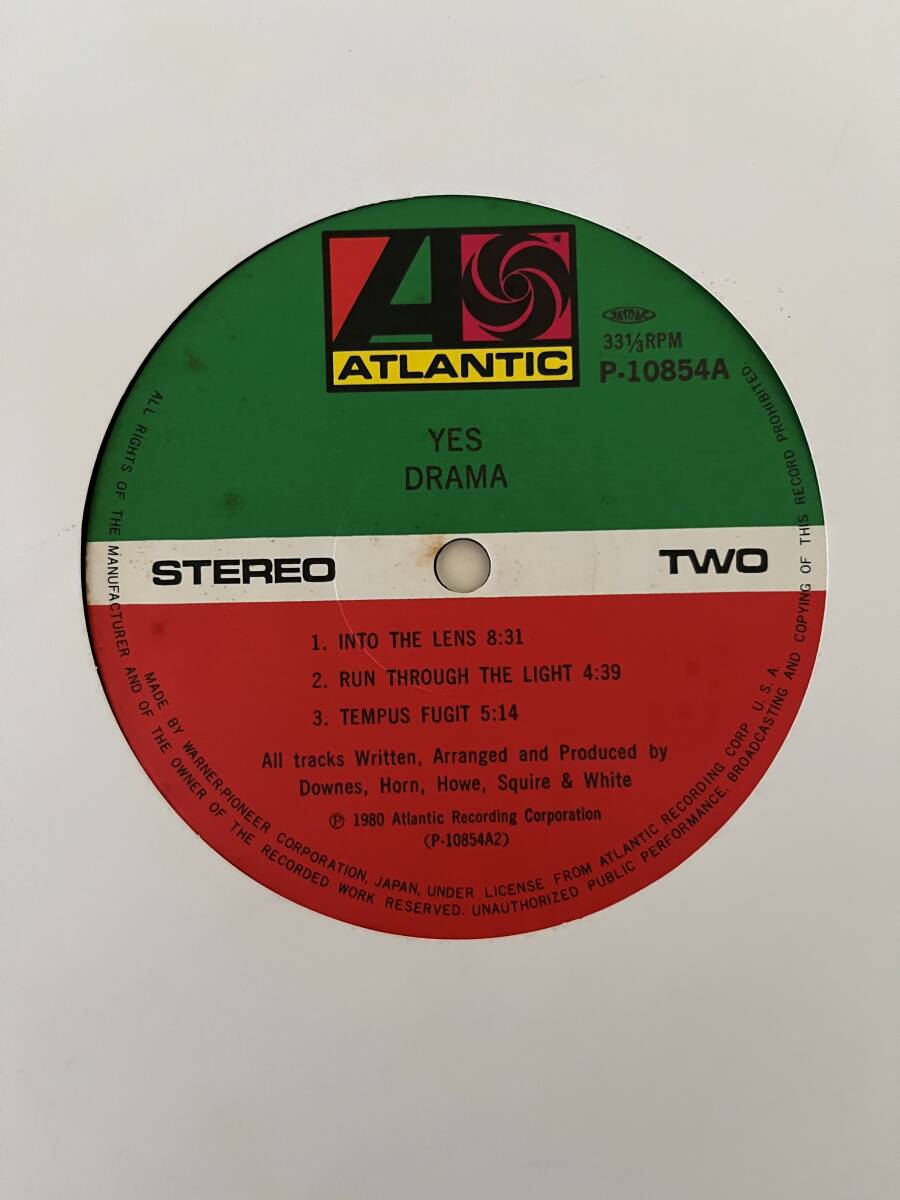 ATLANTIC
JASRAC
33⅓RPM
P-10854A
YES
DRAMA
STEREO
TWO
1. INTO THE LENS 8:31
2. RUN THROUGH THE LIGHT 4:39
3. TEMPUS FUGIT 5:14
All tracks Written, Arranged and Produced by
Downes, Horn, Howe, Squire & White
℗ 1980 Atlantic Recording Corporation
(P-10854A2)
MADE BY WARNER-PIONEER CORPORATION, JAPAN, UNDER LICENSE FROM ATLANTIC RECORDING CORP U.S.A.
ALL RIGHTS OF THE MANUFACTURER AND OF THE OWNER OF THE RECORDED WORK RESERVED. UNAUTHORIZED PUBLIC PERFORMANCE, BROADCASTING AND COPYING OF THIS RECORD PROHIBITED.